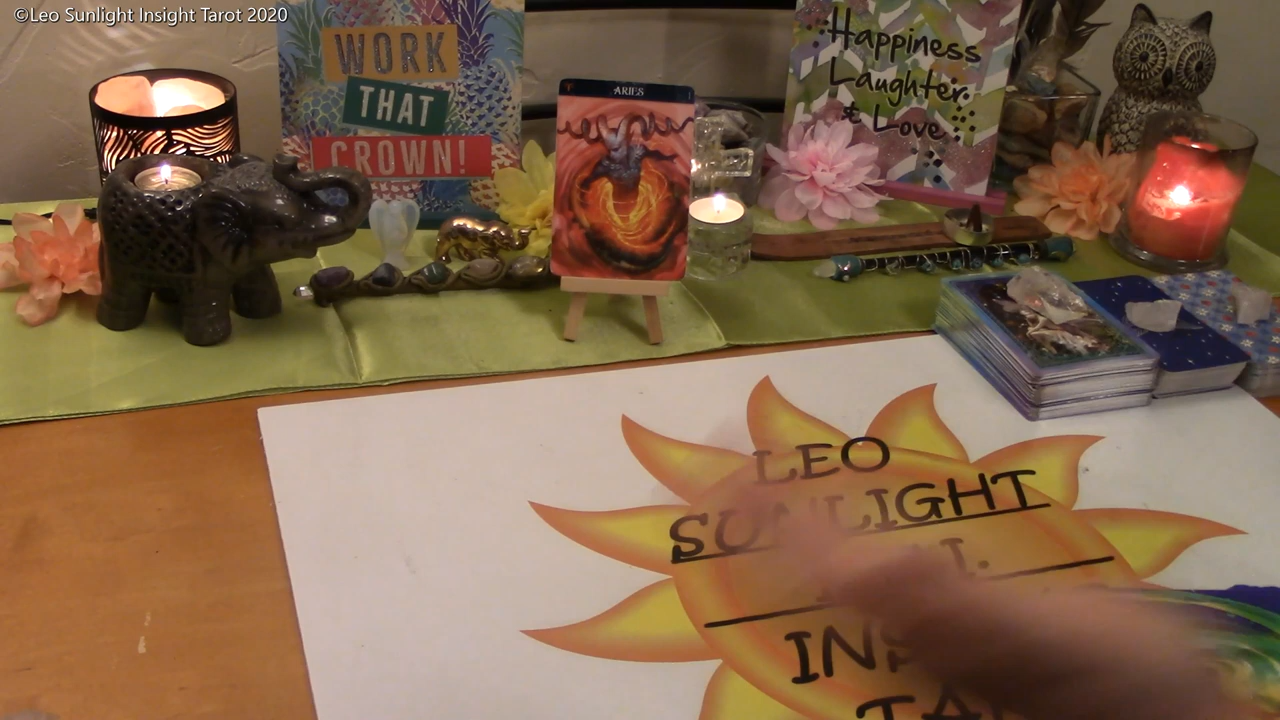 ©Leo Sunlight Insight Tarot 2020
WORK
THAT
CROWN!
ARIES
Happiness
Laughter
& Love
LEO
SUNLIGHT